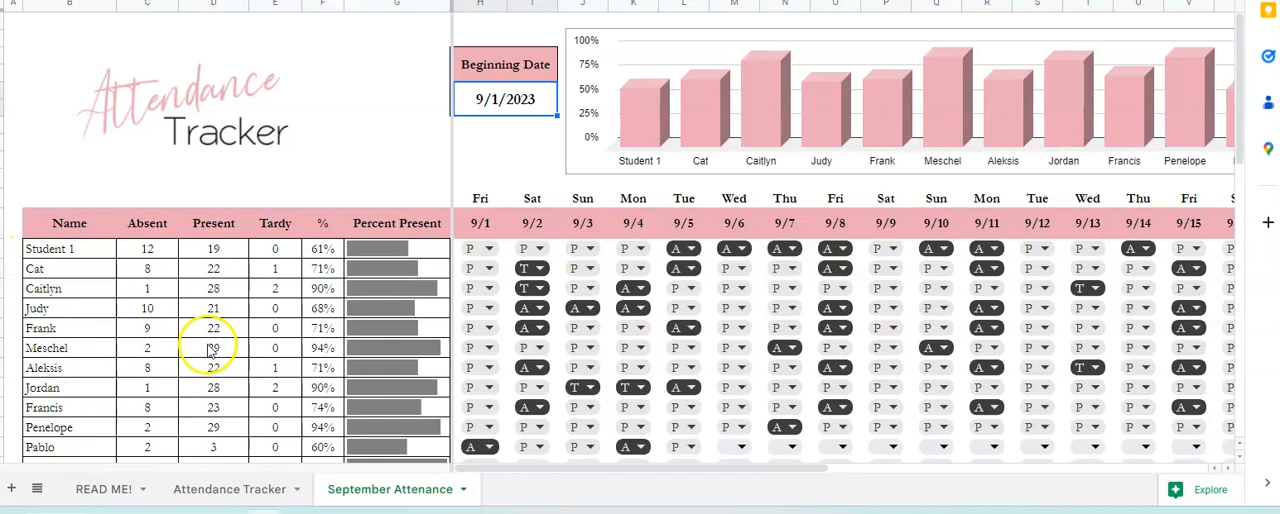 B C D E F G H I J K L M N O P Q R S T U V
Attendance
Tracker
Beginning Date
9/1/2023
100%
75%
50%
25%
0%
Student 1 Cat Caitlyn Judy Frank Meschel Aleksis Jordan Francis Penelope
Fri Sat Sun Mon Tue Wed Thu Fri Sat Sun Mon Tue Wed Thu Fri
Name Absent Present Tardy % Percent Present 9/1 9/2 9/3 9/4 9/5 9/6 9/7 9/8 9/9 9/10 9/11 9/12 9/13 9/14 9/15
Student 1 12 19 0 61% P P P P A A A A P A A P P A P
Cat 8 22 1 71% P T P P A P P A P P A P P P A
Caitlyn 1 28 2 90% P T P A P P P P P P P P T P P
Judy 10 21 0 68% P A A A P P P A P P A P P P A
Frank 9 22 0 71% P A P P A P P A P P A P P P A
Meschel 2 29 0 94% P P P P P P A P P A P P P P P
Aleksis 8 22 1 71% P A P P P P P A P P A P T P A
Jordan 1 28 2 90% P P T T A P P P P P P P P P P
Francis 8 23 0 74% P A P P P P P A P P A P P P A
Penelope 2 29 0 94% P P P P P P A P P P P P P P P
Pablo 2 3 0 60% A P P A P
READ ME! Attendance Tracker September Attenance Explore